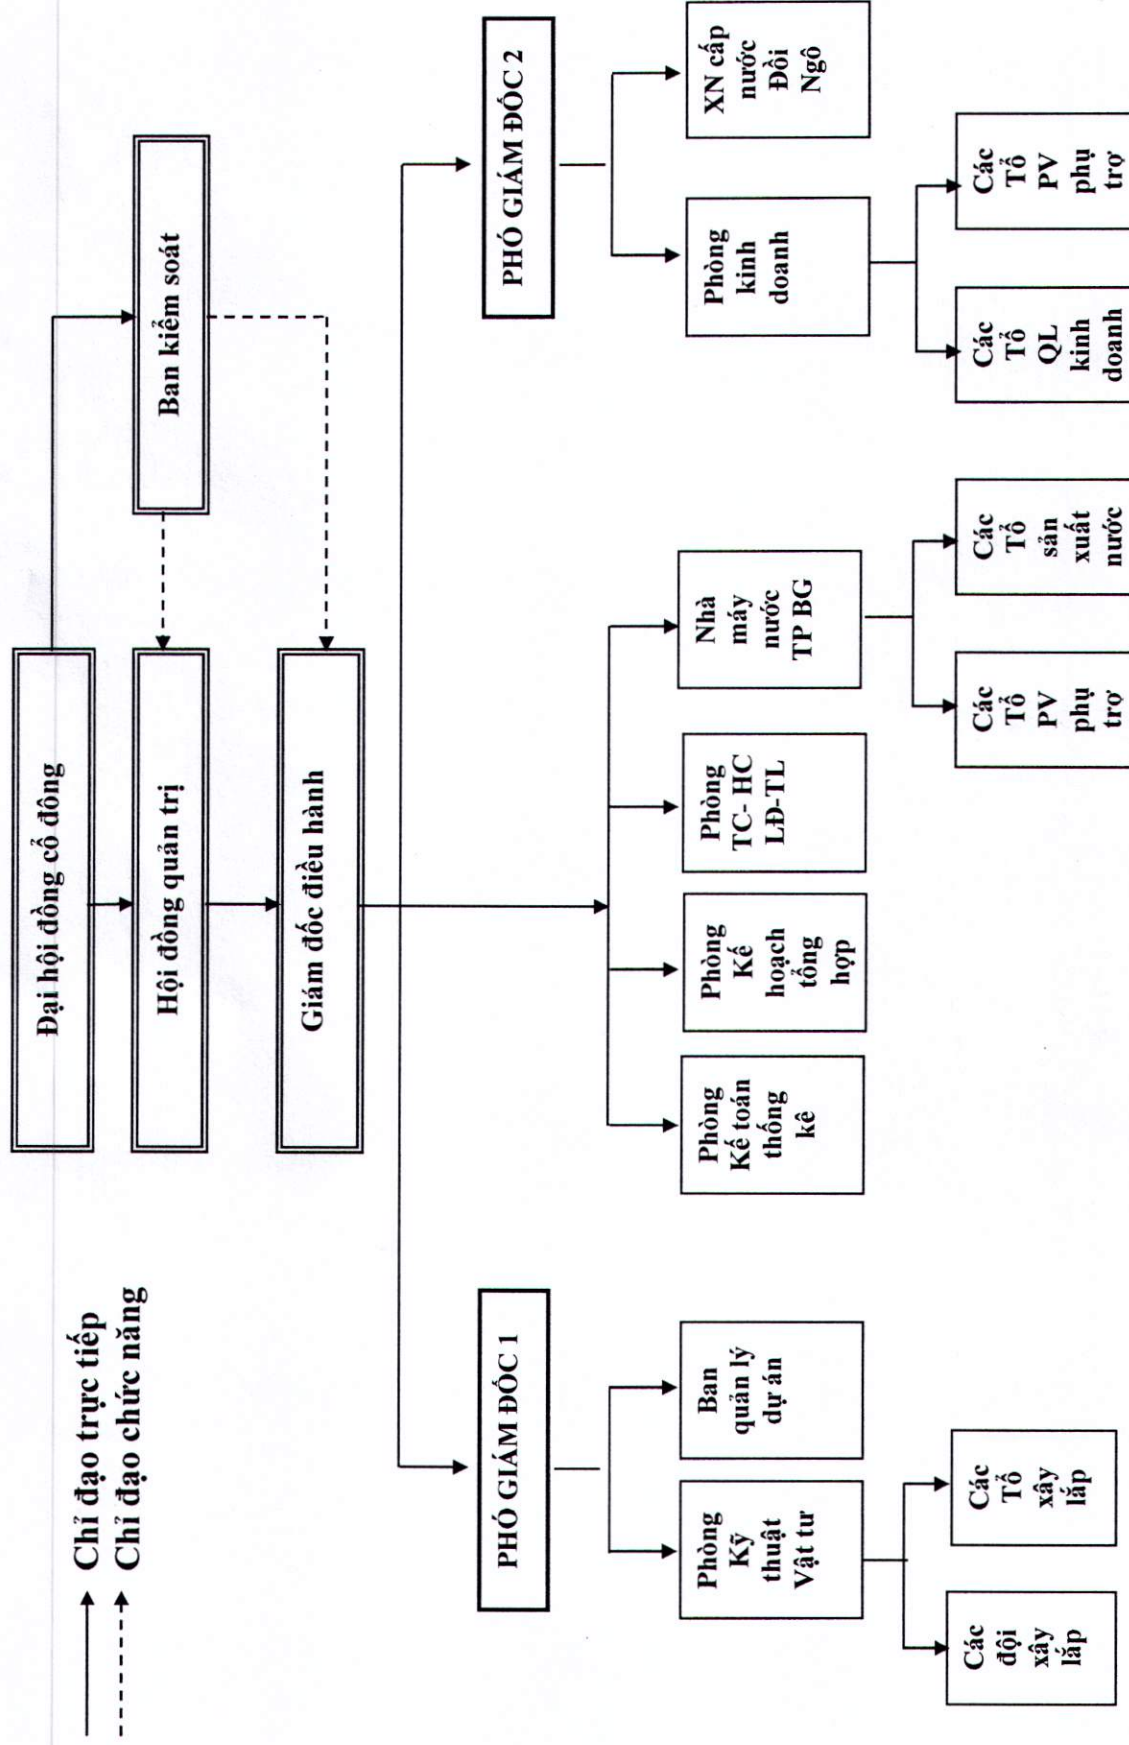 Chỉ đạo trực tiếp
Chỉ đạo chức năng
Đại hội đồng cổ đông
Hội đồng quản trị
Ban kiểm soát
Giám đốc điều hành
PHÓ GIÁM ĐỐC 1
PHÓ GIÁM ĐỐC 2
Phòng
Kỹ
thuật
Vật tư
Ban
quản lý
dự án
Phòng
Kế toán
thống
kê
Phòng
Kế
hoạch
tổng
hợp
Phòng
TC- HC
LĐ-TL
Nhà
máy
nước
TP BG
Phòng
kinh
doanh
XN cấp
nước
Đồi
Ngô
Các
đội
xây
lắp
Các
Tổ
xây
lắp
Các
Tổ
PV
phụ
trợ
Các
Tổ
sản
xuất
nước
Các
Tổ
QL
kinh
doanh
Các
Tổ
PV
phụ
trợ